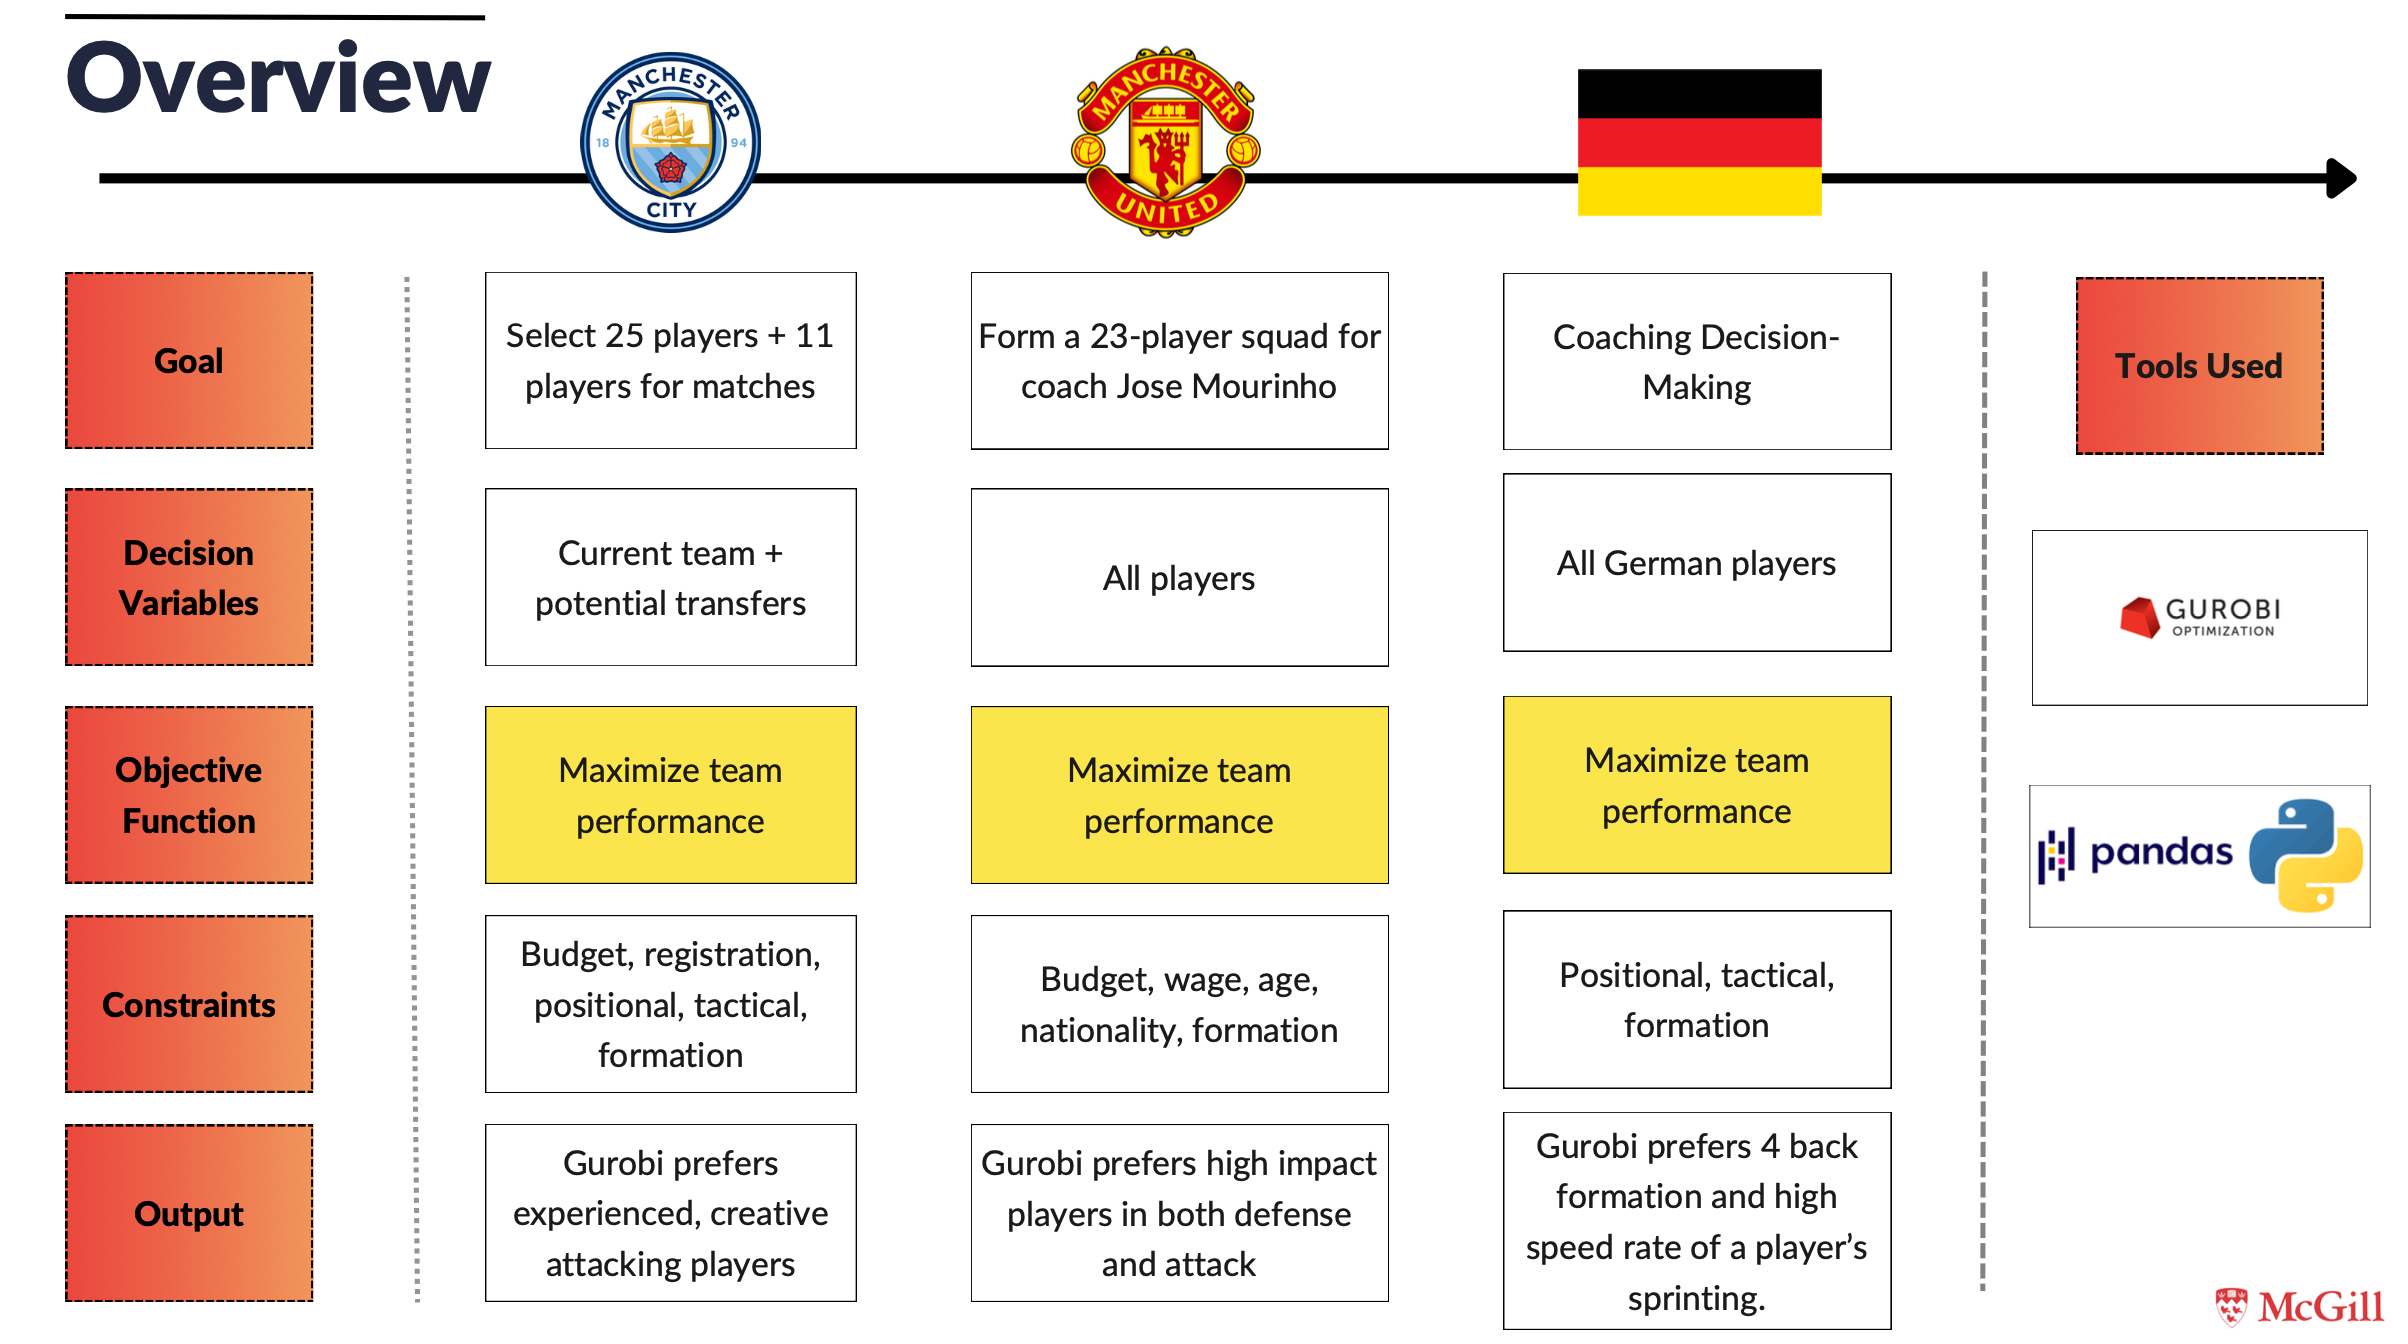 Overview
MANCHESTER
18 94
CITY
MANCHESTER
UNITED
Goal
Select 25 players + 11
players for matches
Form a 23-player squad for
coach Jose Mourinho
Coaching Decision-
Making
Tools Used
Decision
Variables
Current team +
potential transfers
All players
All German players
GUROBI
OPTIMIZATION
Objective
Function
Maximize team
performance
Maximize team
performance
Maximize team
performance
pandas
Constraints
Budget, registration,
positional, tactical,
formation
Budget, wage, age,
nationality, formation
Positional, tactical,
formation
Output
Gurobi prefers
experienced, creative
attacking players
Gurobi prefers high impact
players in both defense
and attack
Gurobi prefers 4 back
formation and high
speed rate of a player’s
sprinting.
McGill